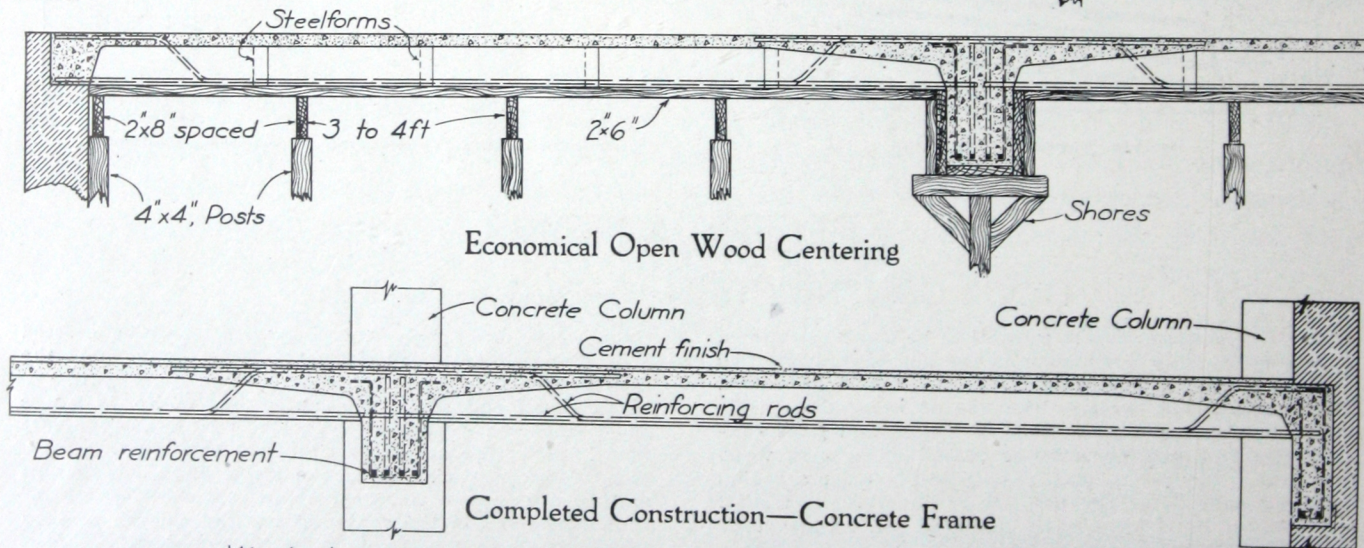 Steelforms
2"x8" spaced 3 to 4ft 2"x6"
4"x4", Posts
Shores
Economical Open Wood Centering
Concrete Column
Concrete Column
Cement finish
Reinforcing rods
Beam reinforcement
Completed Construction—Concrete Frame